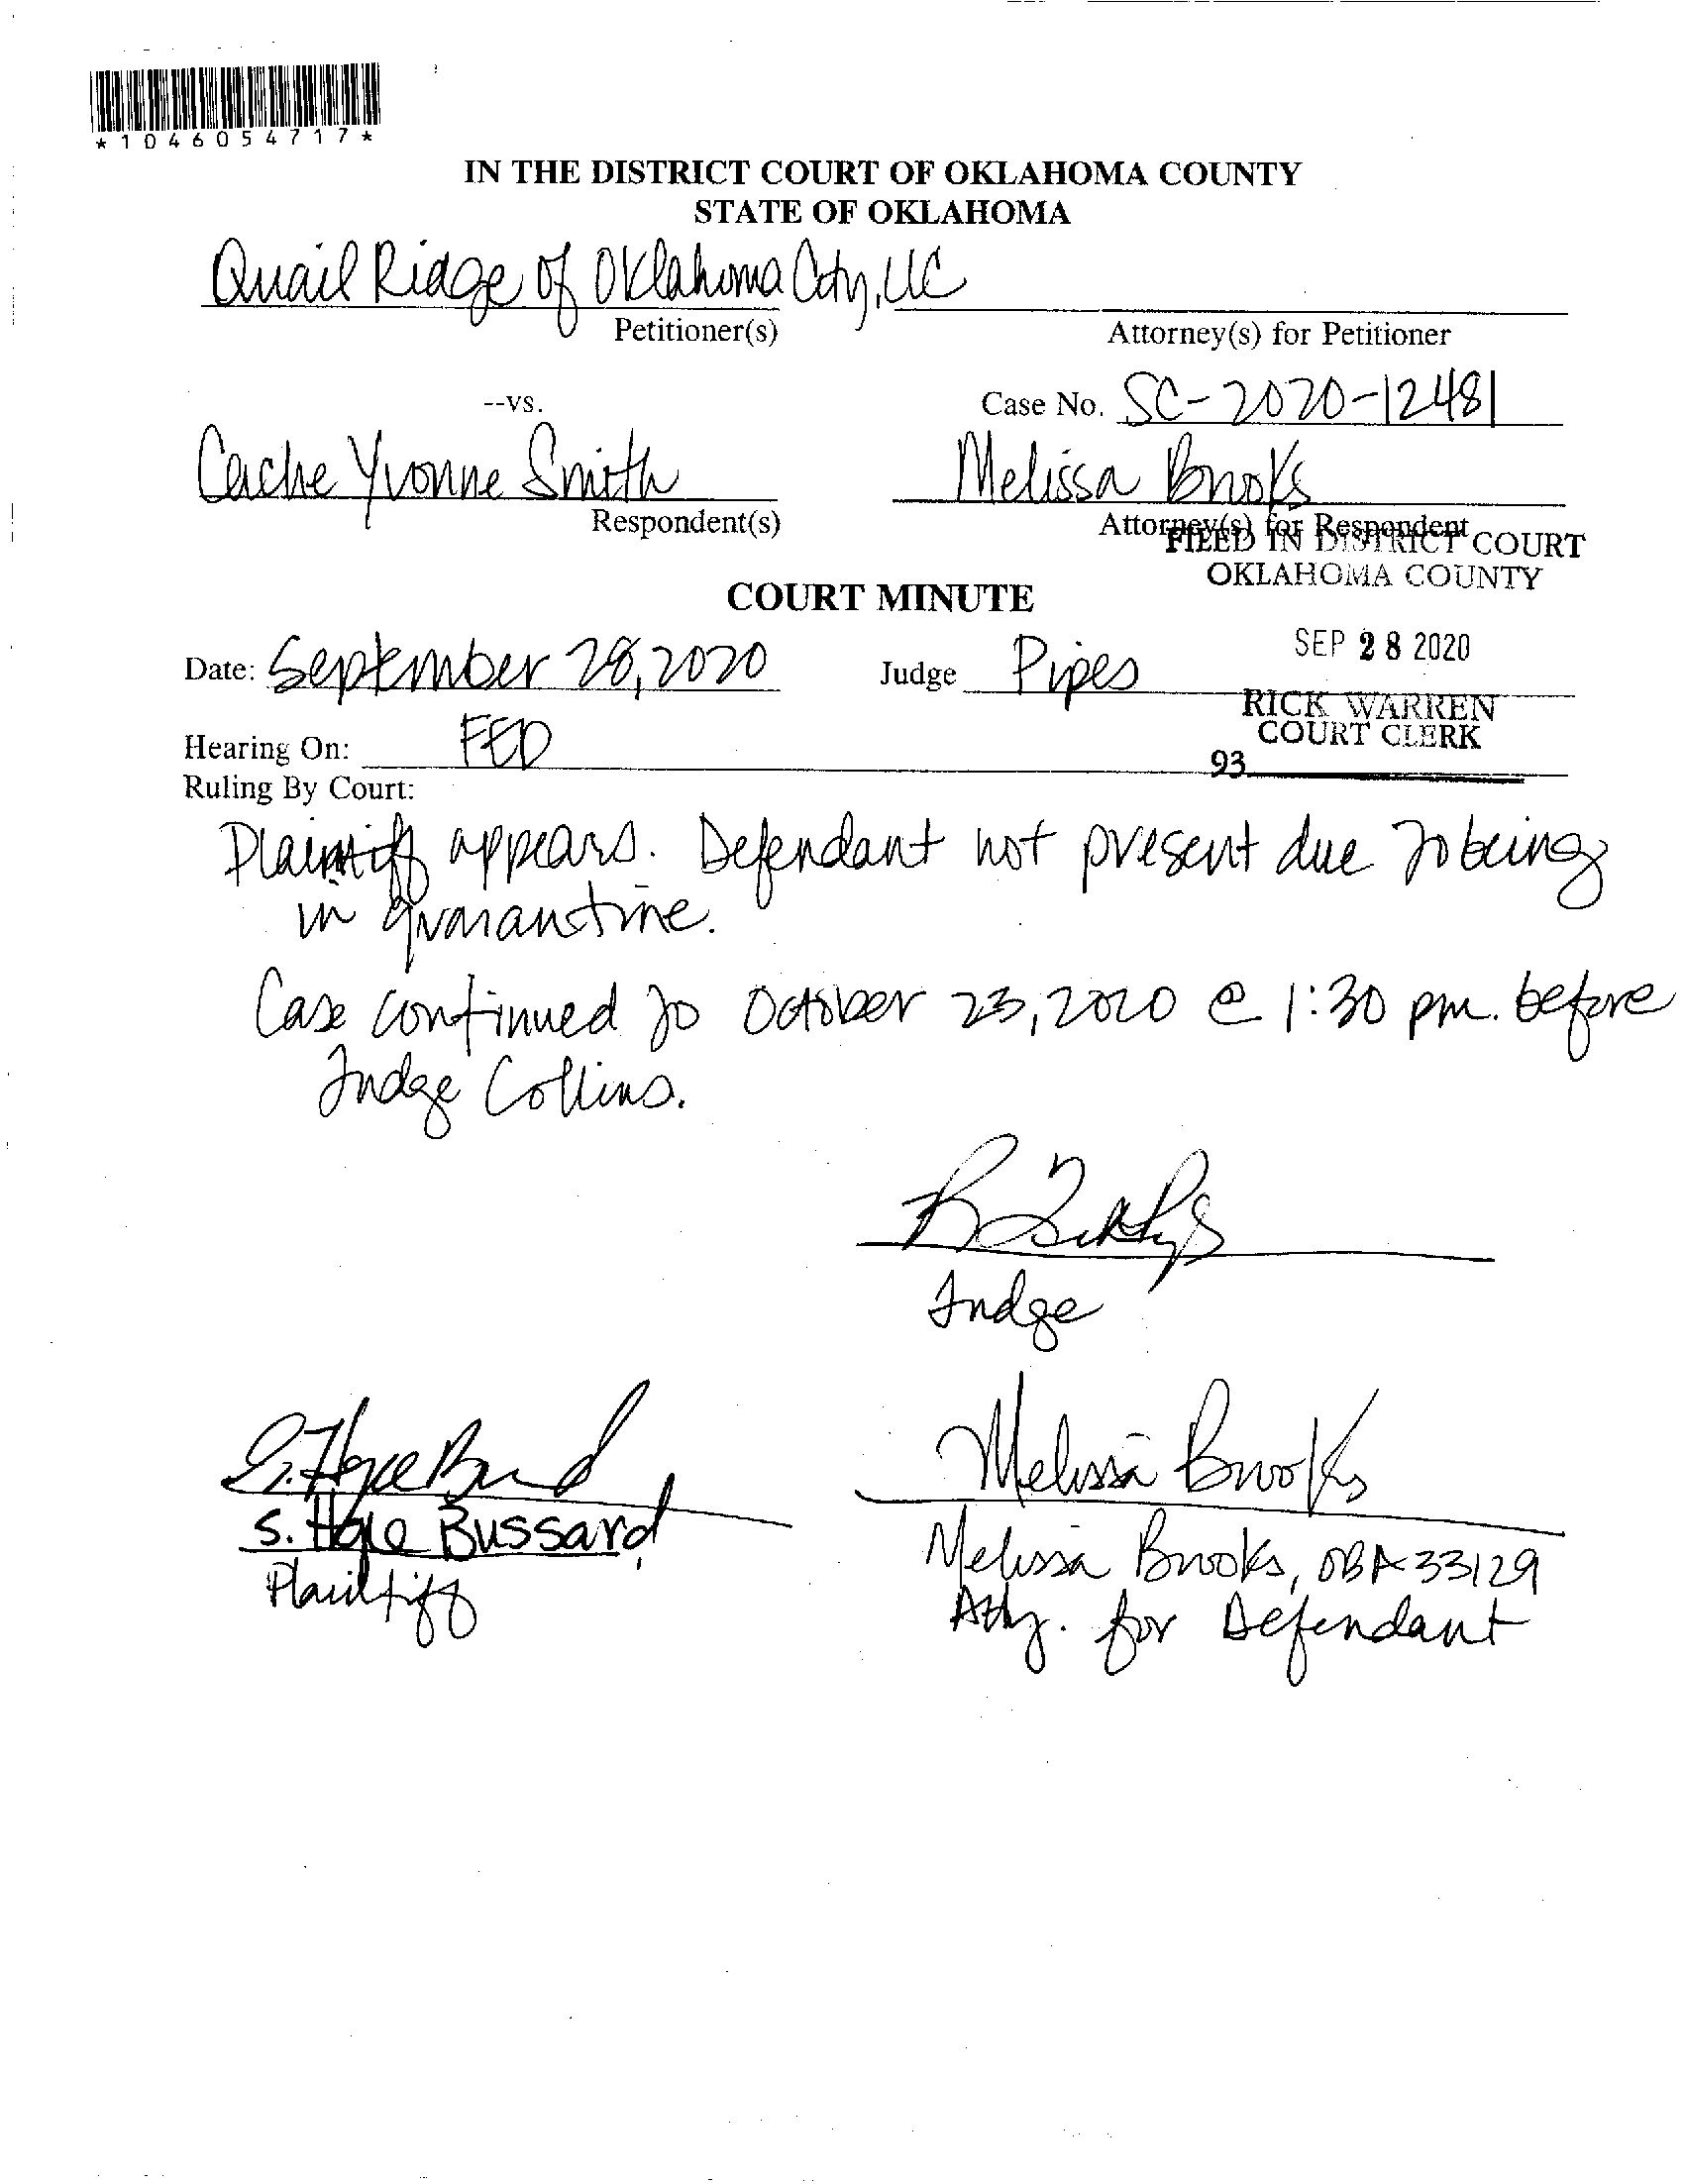 *1046054717*
IN THE DISTRICT COURT OF OKLAHOMA COUNTY
STATE OF OKLAHOMA
Quail Ridge of Oklahoma City, LLC
Petitioner(s)
Attorney(s) for Petitioner
--vs.
Case No. SC-2020-12481
Cache Yvonne Smith
Melissa Brooks
Respondent(s)
Attorney(s) for Respondent
FILED IN DISTRICT COURT
OKLAHOMA COUNTY
COURT MINUTE
SEP 28 2020
Date: September 28, 2020 Judge Pipes
RICK WARREN
COURT CLERK
Hearing On: FED
93
Ruling By Court:
Plaintiff appears. Defendant not present due to being
in quarantine.
Case continued to October 23, 2020 @ 1:30 pm. before
Judge Collins.
Judge
Melissa Brooks
S. Hoyle Bussard
Melissa Brooks, OBA 33129
Plaintiff
Atty. for Defendant